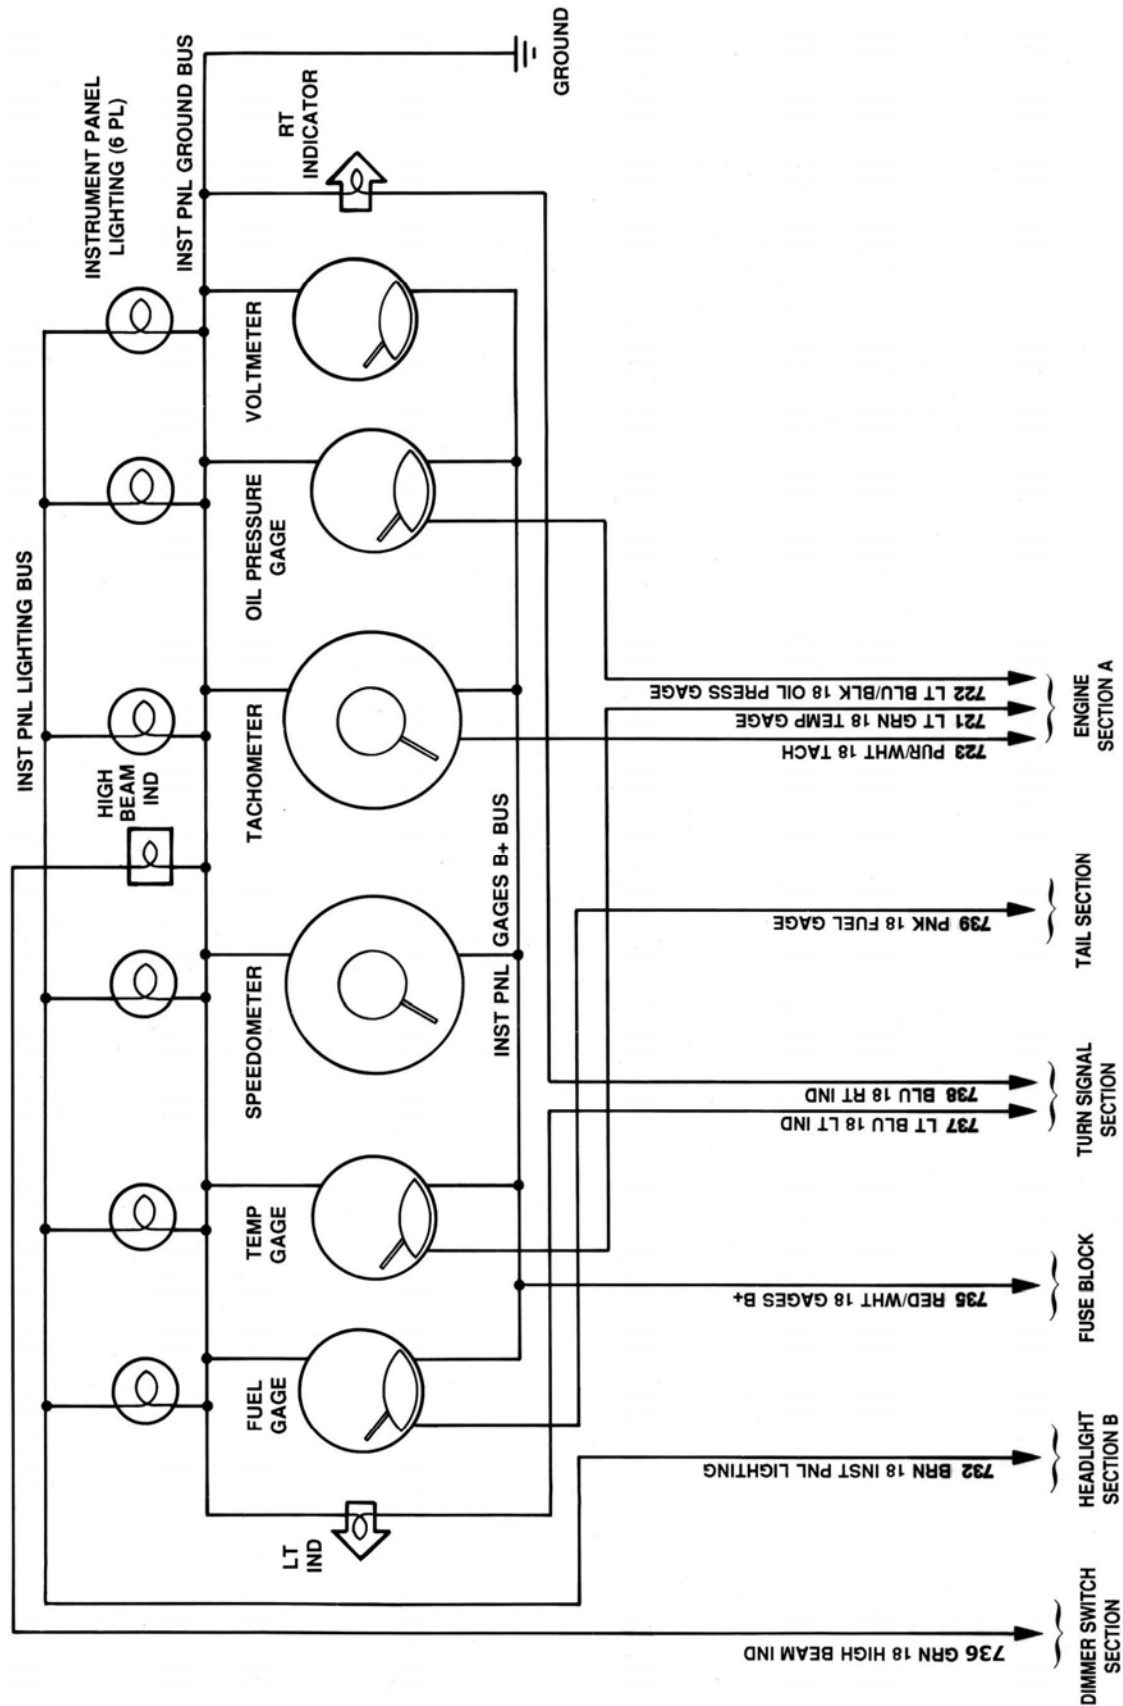 INST PNL LIGHTING BUS
INSTRUMENT PANEL
LIGHTING (6 PL)
HIGH
BEAM
IND
INST PNL GROUND BUS
LT
IND
FUEL
GAGE
TEMP
GAGE
SPEEDOMETER
TACHOMETER
OIL PRESSURE
GAGE
VOLTMETER
RT
INDICATOR
INST PNL GAGES B+ BUS
GROUND
736 GRN 18 HIGH BEAM IND
732 BRN 18 INST PNL LIGHTING
735 RED/WHT 18 GAGES B+
737 LT BLU 18 LT IND
738 BLU 18 RT IND
739 PNK 18 FUEL GAGE
723 PUR/WHT 18 TACH
721 LT GRN 18 TEMP GAGE
722 LT BLU/BLK 18 OIL PRESS GAGE
DIMMER SWITCH
SECTION
HEADLIGHT
SECTION B
FUSE BLOCK
TURN SIGNAL
SECTION
TAIL SECTION
ENGINE
SECTION A